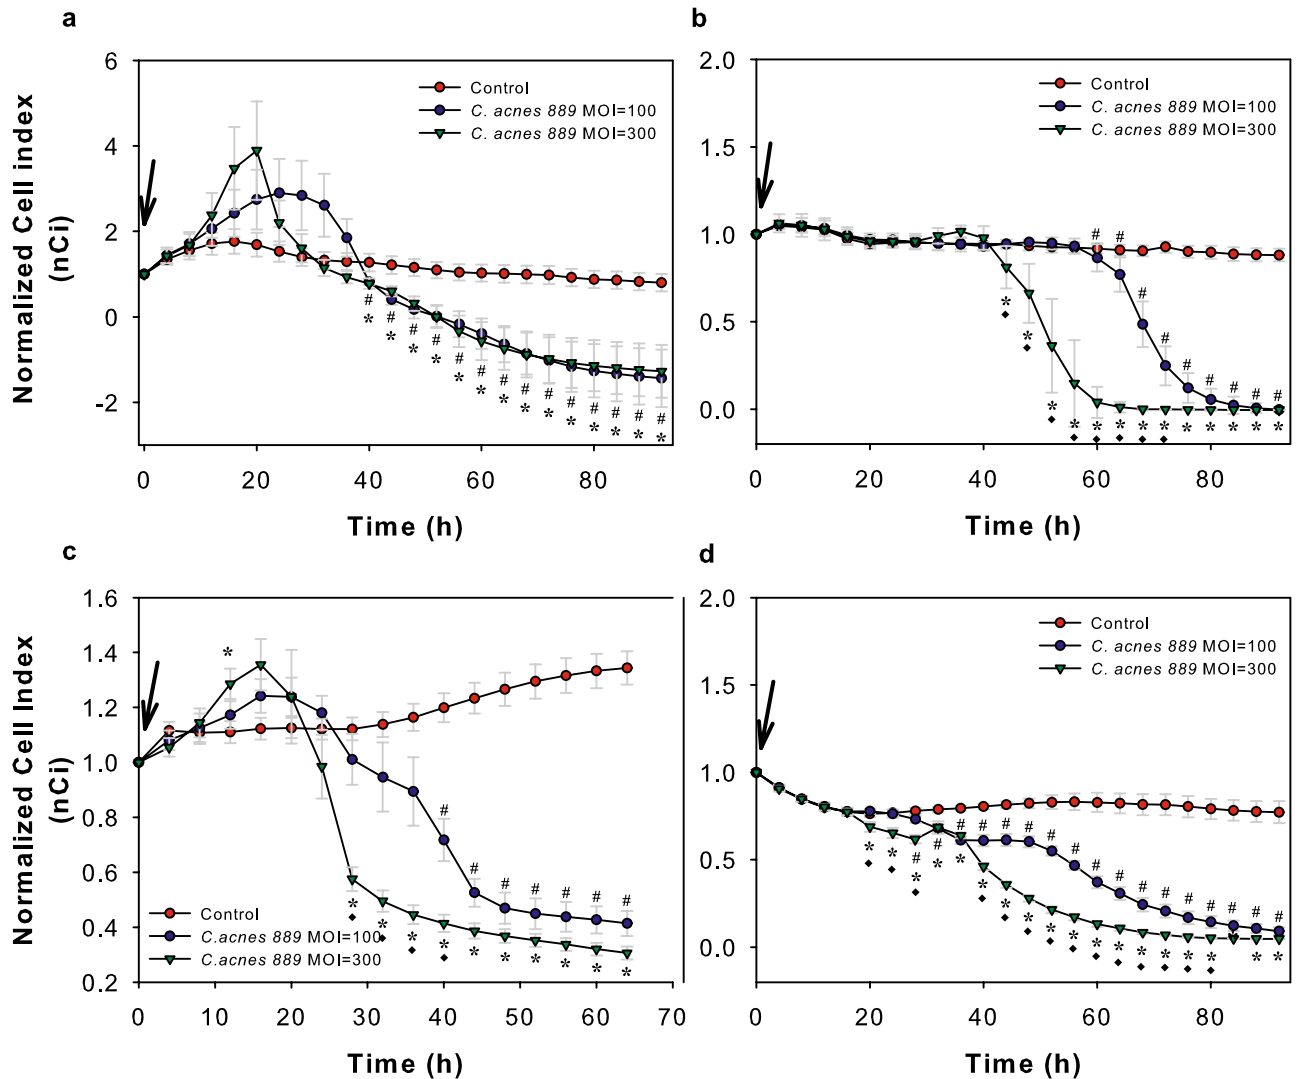 a
6
4
2
0
-2
Normalized Cell index
(nCi)
Control
C. acnes 889 MOI=100
C. acnes 889 MOI=300
# # # # # # # # # # # # # #
* * * * * * * * * * * * * *
0 20 40 60 80
Time (h)
b
2.0
1.5
1.0
0.5
0.0
Control
C. acnes 889 MOI=100
C. acnes 889 MOI=300
# # # # # # # # #
* * * * * * * * * * * * *
0 20 40 60 80
Time (h)
c
1.6
1.4
1.2
1.0
0.8
0.6
0.4
0.2
Normalized Cell Index
(nCi)
*
# # # # # # #
* * * * * * * * * *
Control
C.acnes 889 MOI=100
C.acnes 889 MOI=300
0 10 20 30 40 50 60 70
Time (h)
d
2.0
1.5
1.0
0.5
0.0
Control
C. acnes 889 MOI=100
C. acnes 889 MOI=300
# # # # # # # # # # # # # # # # #
* * * * * * * * * * * * * * * * * *
0 20 40 60 80
Time (h)